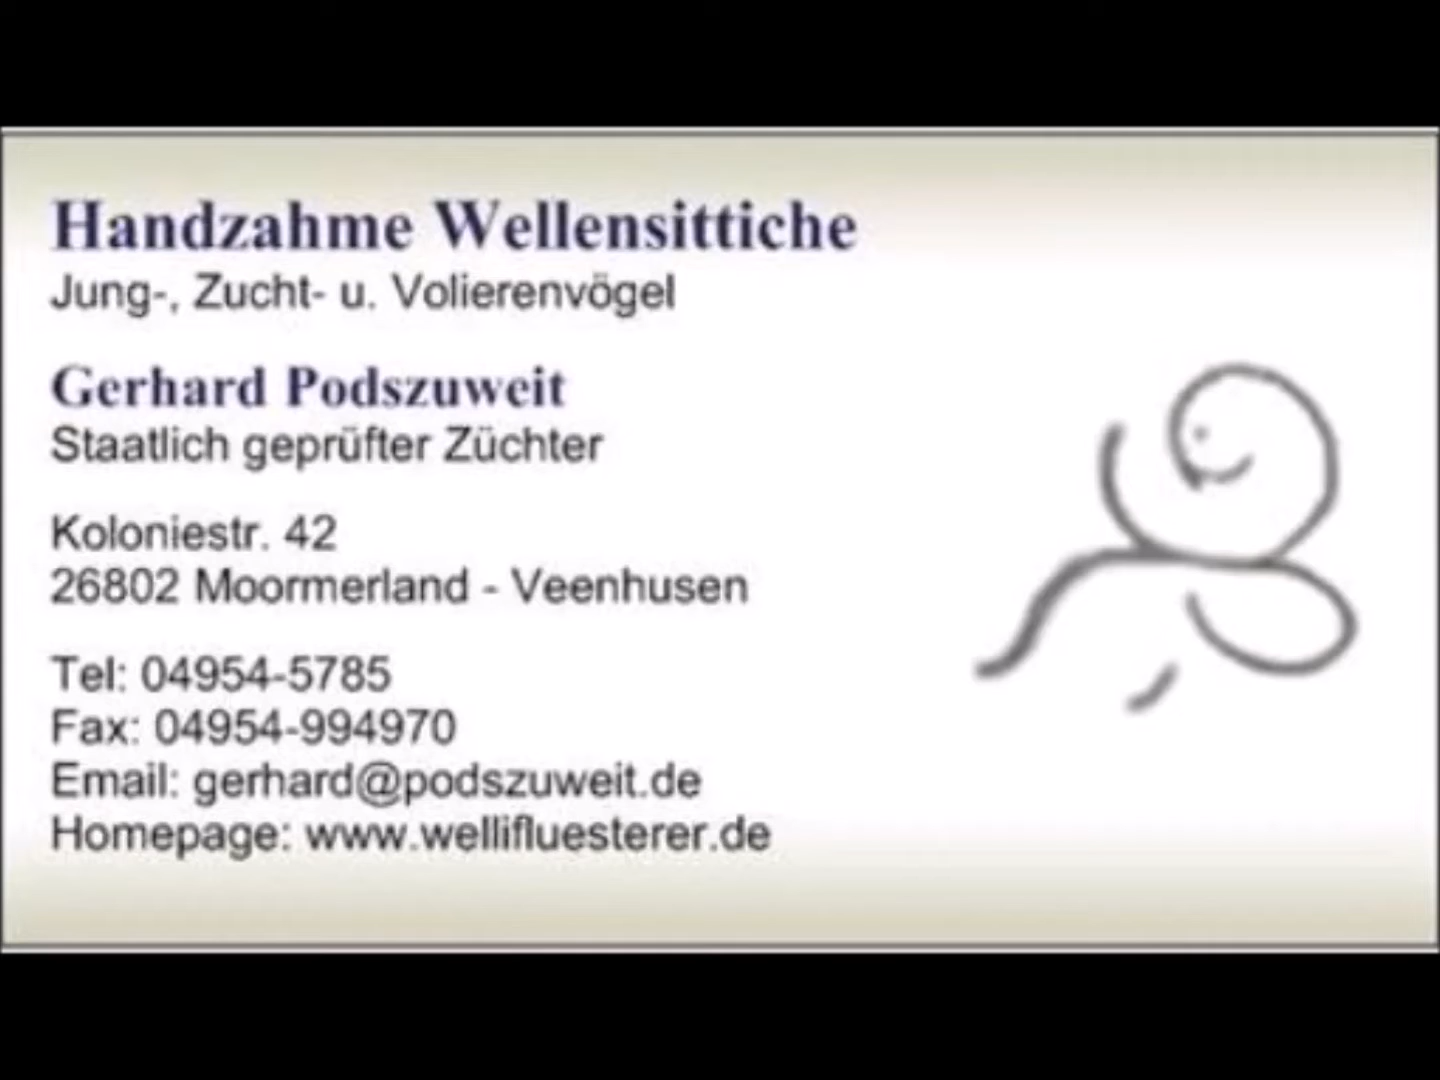 Handzahme Wellensittiche
Jung-, Zucht- u. Volierenvögel
Gerhard Podszuweit
Staatlich geprüfter Züchter
Koloniestr. 42
26802 Moormerland - Veenhusen
Tel: 04954-5785
Fax: 04954-994970
Email: gerhard@podszuweit.de
Homepage: www.wellifluesterer.de